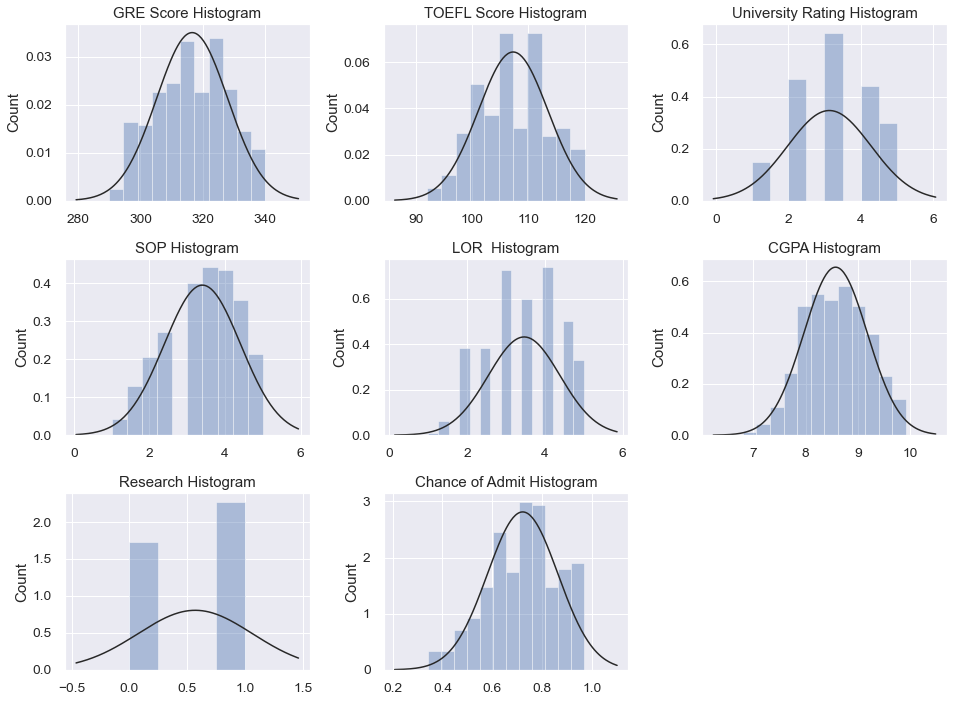 GRE Score Histogram
Count
0.03
0.02
0.01
0.00
280 300 320 340
TOEFL Score Histogram
Count
0.06
0.04
0.02
0.00
90 100 110 120
University Rating Histogram
Count
0.6
0.4
0.2
0.0
0 2 4 6
SOP Histogram
Count
0.4
0.3
0.2
0.1
0.0
0 2 4 6
LOR  Histogram
Count
0.6
0.4
0.2
0.0
0 2 4 6
CGPA Histogram
Count
0.6
0.4
0.2
0.0
7 8 9 10
Research Histogram
Count
2.0
1.5
1.0
0.5
0.0
−0.5 0.0 0.5 1.0 1.5
Chance of Admit Histogram
Count
3
2
1
0
0.2 0.4 0.6 0.8 1.0